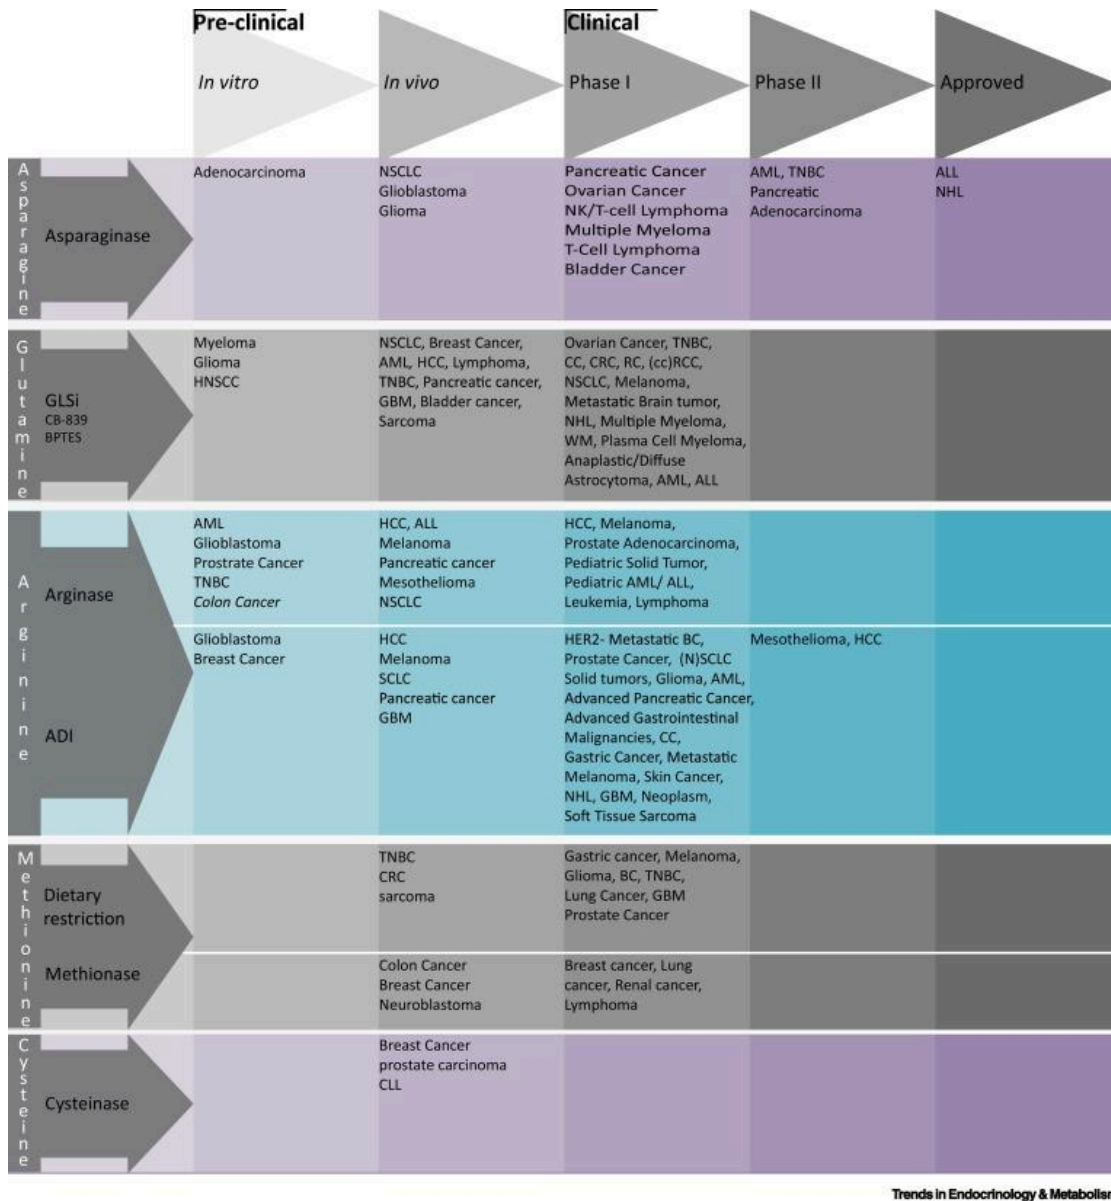 Pre-clinical
Clinical
In vitro
In vivo
Phase I
Phase II
Approved
Asparagine
Asparaginase
Adenocarcinoma
NSCLC
Glioblastoma
Glioma
Pancreatic Cancer
Ovarian Cancer
NK/T-cell Lymphoma
Multiple Myeloma
T-Cell Lymphoma
Bladder Cancer
AML, TNBC
Pancreatic
Adenocarcinoma
ALL
NHL
Glutamine
GLSi
CB-839
BPTES
Myeloma
Glioma
HNSCC
NSCLC, Breast Cancer,
AML, HCC, Lymphoma,
TNBC, Pancreatic cancer,
GBM, Bladder cancer,
Sarcoma
Ovarian Cancer, TNBC,
CC, CRC, RC, (cc)RCC,
NSCLC, Melanoma,
Metastatic Brain tumor,
NHL, Multiple Myeloma,
WM, Plasma Cell Myeloma,
Anaplastic/Diffuse
Astrocytoma, AML, ALL
Arginine
Arginase
AML
Glioblastoma
Prostrate Cancer
TNBC
Colon Cancer
HCC, ALL
Melanoma
Pancreatic cancer
Mesothelioma
NSCLC
HCC, Melanoma,
Prostate Adenocarcinoma,
Pediatric Solid Tumor,
Pediatric AML/ ALL,
Leukemia, Lymphoma
ADI
Glioblastoma
Breast Cancer
HCC
Melanoma
SCLC
Pancreatic cancer
GBM
HER2- Metastatic BC,
Prostate Cancer, (N)SCLC
Solid tumors, Glioma, AML,
Advanced Pancreatic Cancer,
Advanced Gastrointestinal
Malignancies, CC,
Gastric Cancer, Metastatic
Melanoma, Skin Cancer,
NHL, GBM, Neoplasm,
Soft Tissue Sarcoma
Mesothelioma, HCC
Methionine
Dietary
restriction
TNBC
CRC
sarcoma
Gastric cancer, Melanoma,
Glioma, BC, TNBC,
Lung Cancer, GBM
Prostate Cancer
Methionase
Colon Cancer
Breast Cancer
Neuroblastoma
Breast cancer, Lung
cancer, Renal cancer,
Lymphoma
Cysteine
Cysteinase
Breast Cancer
prostate carcinoma
CLL
Trends in Endocrinology & Metabolism